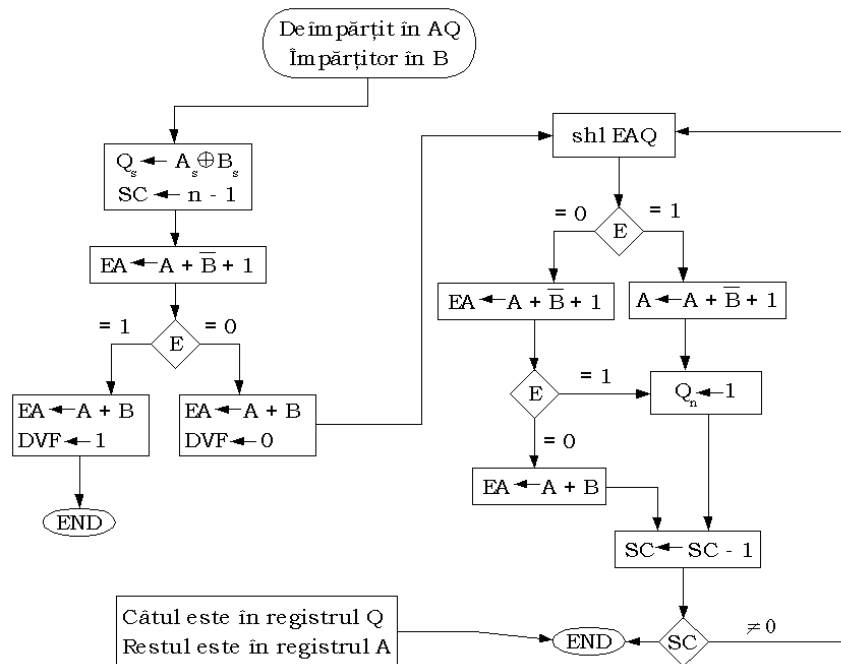 Deîmpărțit în AQ
Împărțitor în B
Qs ← As ⊕ Bs
SC ← n - 1
EA ← A + B̅ + 1
= 1
= 0
E
EA ← A + B
DVF ← 1
EA ← A + B
DVF ← 0
END
shl EAQ
= 0
= 1
E
EA ← A + B̅ + 1
A ← A + B̅ + 1
E
= 1
Qn ← 1
= 0
EA ← A + B
SC ← SC - 1
SC
≠ 0
END
Câtul este în registrul Q
Restul este în registrul A